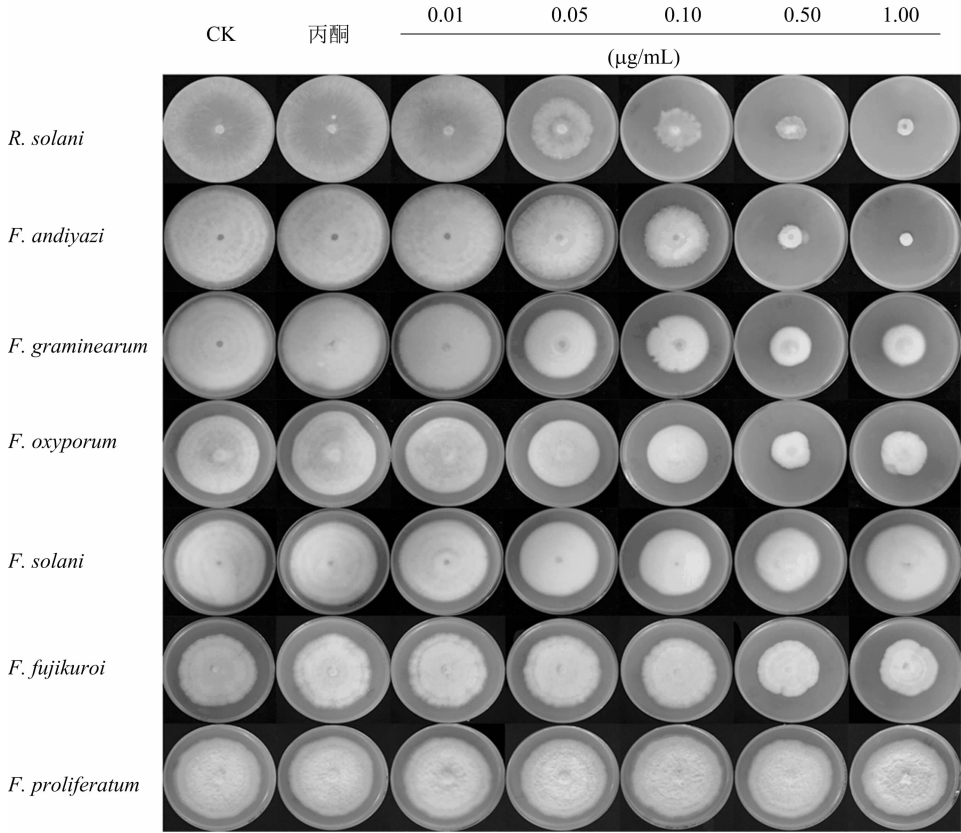 0.01 0.05 0.10 0.50 1.00
CK 丙酮
(μg/mL)
R. solani
F. andiyazi
F. graminearum
F. oxyporum
F. solani
F. fujikuroi
F. proliferatum